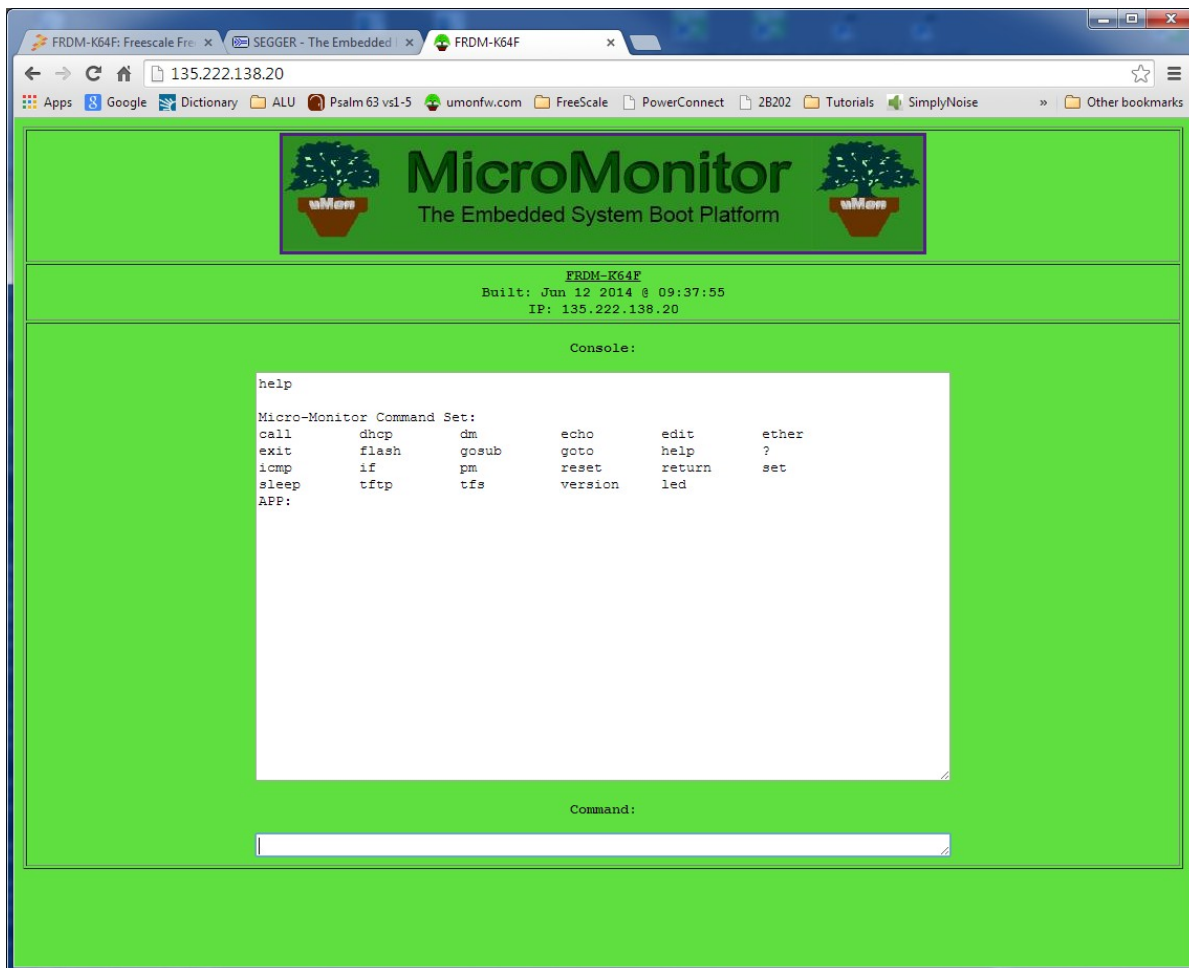 FRDM-K64F: Freescale Fre
SEGGER - The Embedded
FRDM-K64F
135.222.138.20
Apps Google Dictionary ALU Psalm 63 vs1-5 umonfw.com FreeScale PowerConnect 2B202 Tutorials SimplyNoise » Other bookmarks
uMon
MicroMonitor
The Embedded System Boot Platform
uMon
FRDM-K64F
Built: Jun 12 2014 @ 09:37:55
IP: 135.222.138.20
Console:
help
Micro-Monitor Command Set:
call dhcp dm echo edit ether
exit flash gosub goto help ?
icmp if pm reset return set
sleep tftp tfs version led
APP:
Command: